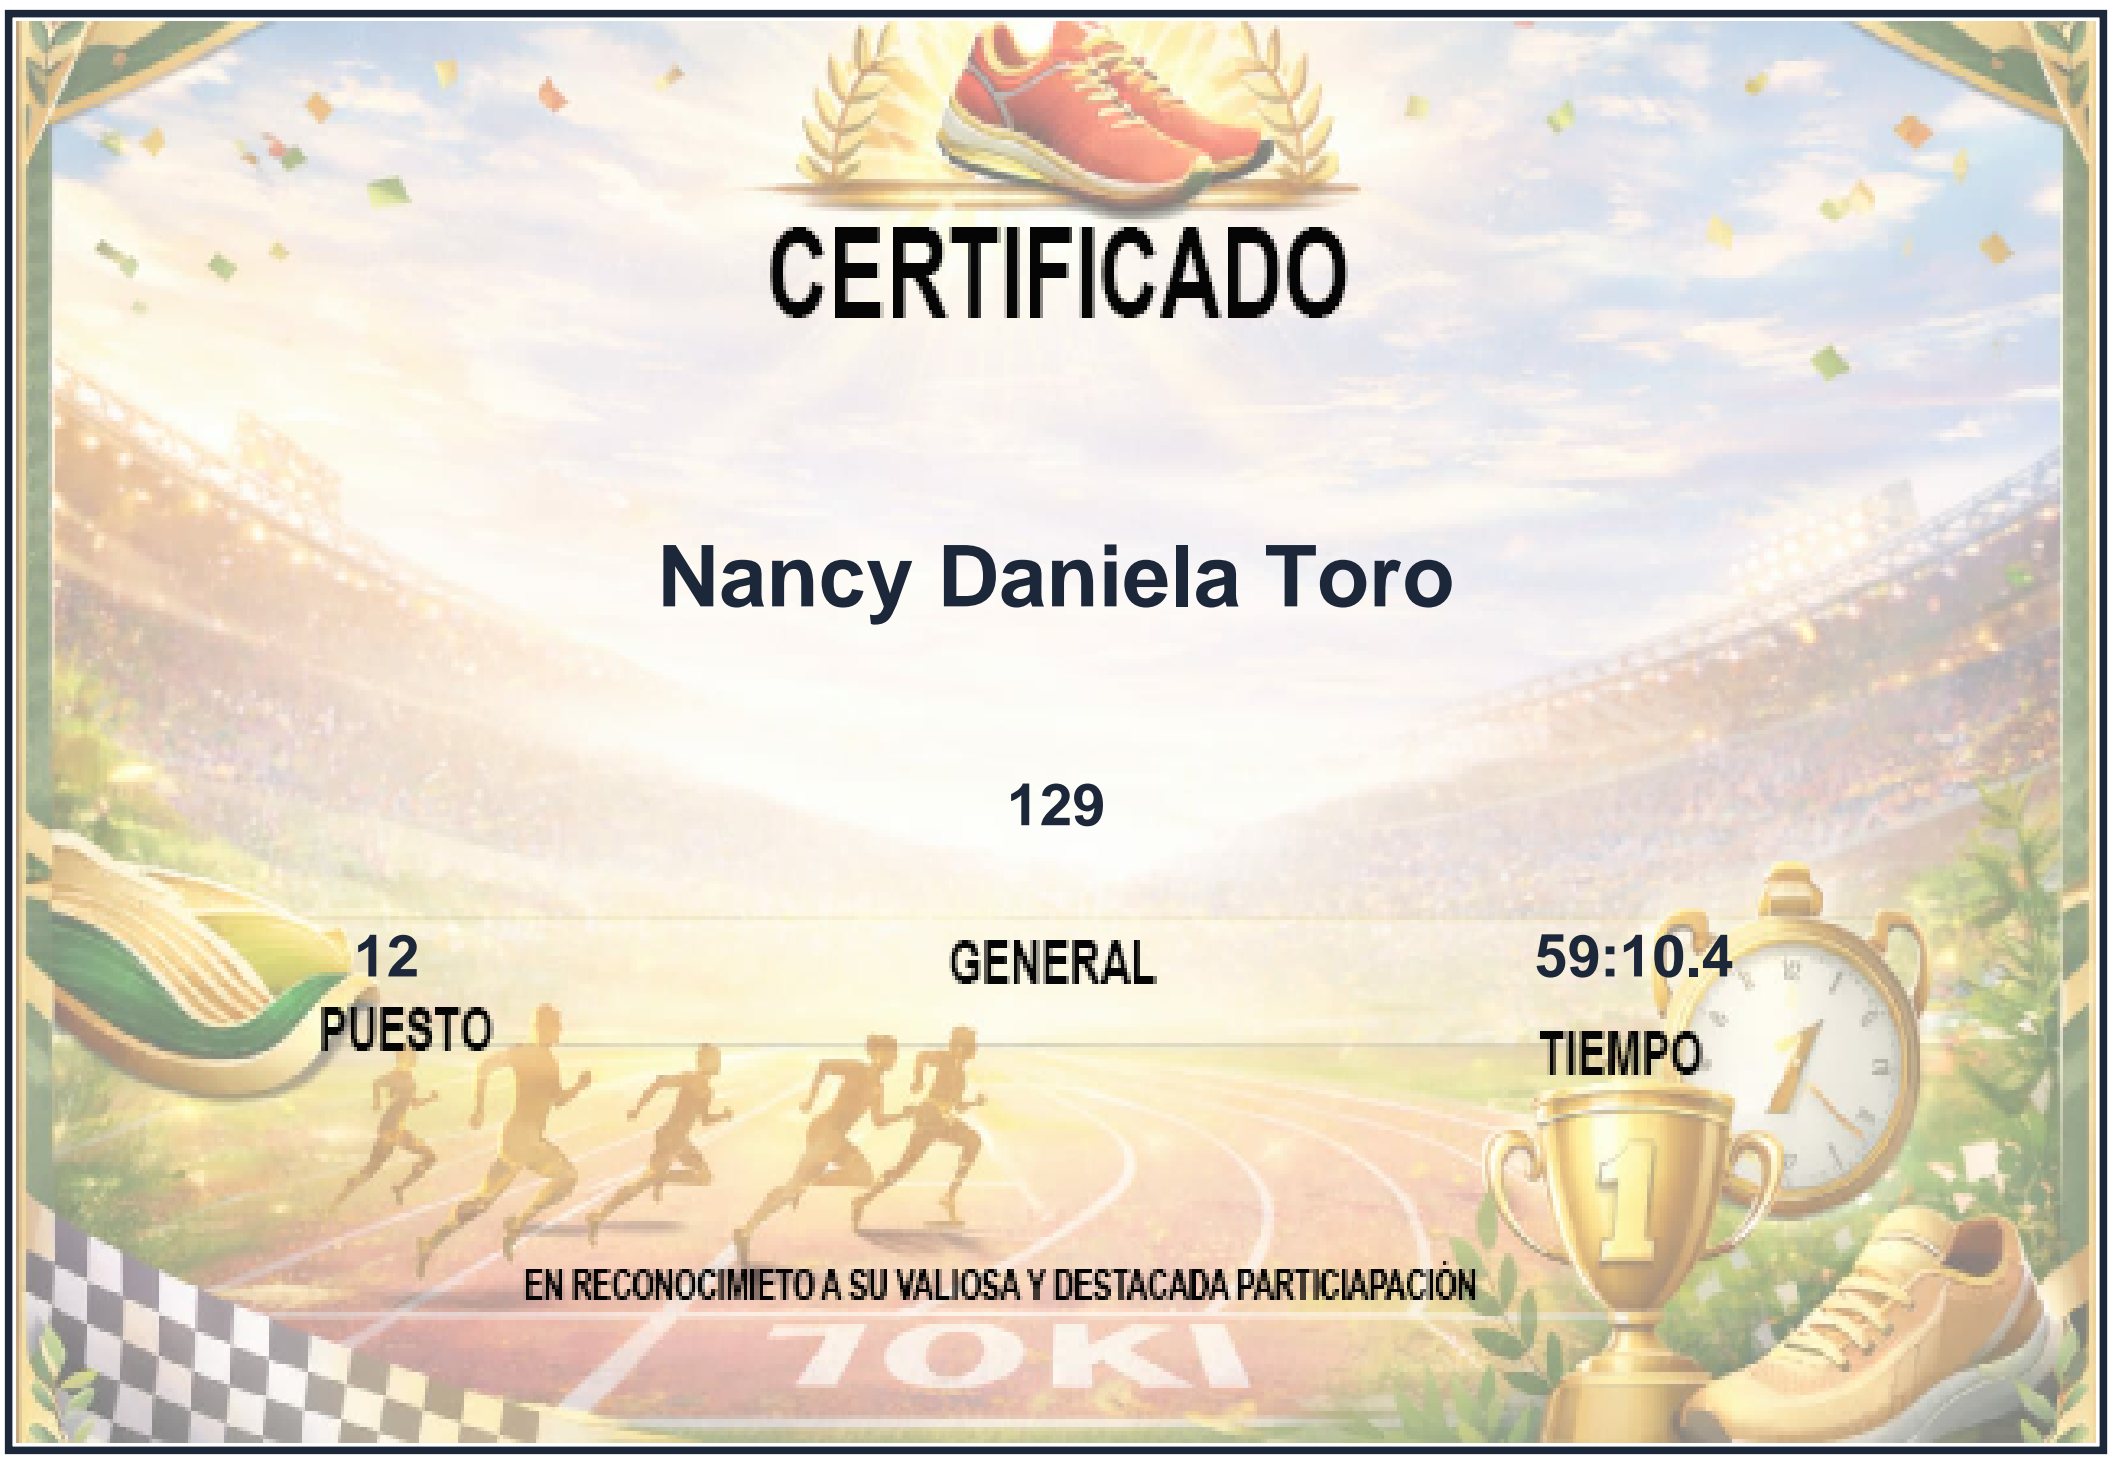 CERTIFICADO
Nancy Daniela Toro
129
12
PUESTO
GENERAL
59:10.4
TIEMPO
EN RECONOCIMIETO A SU VALIOSA Y DESTACADA PARTICIAPACIÓN
10KI
1